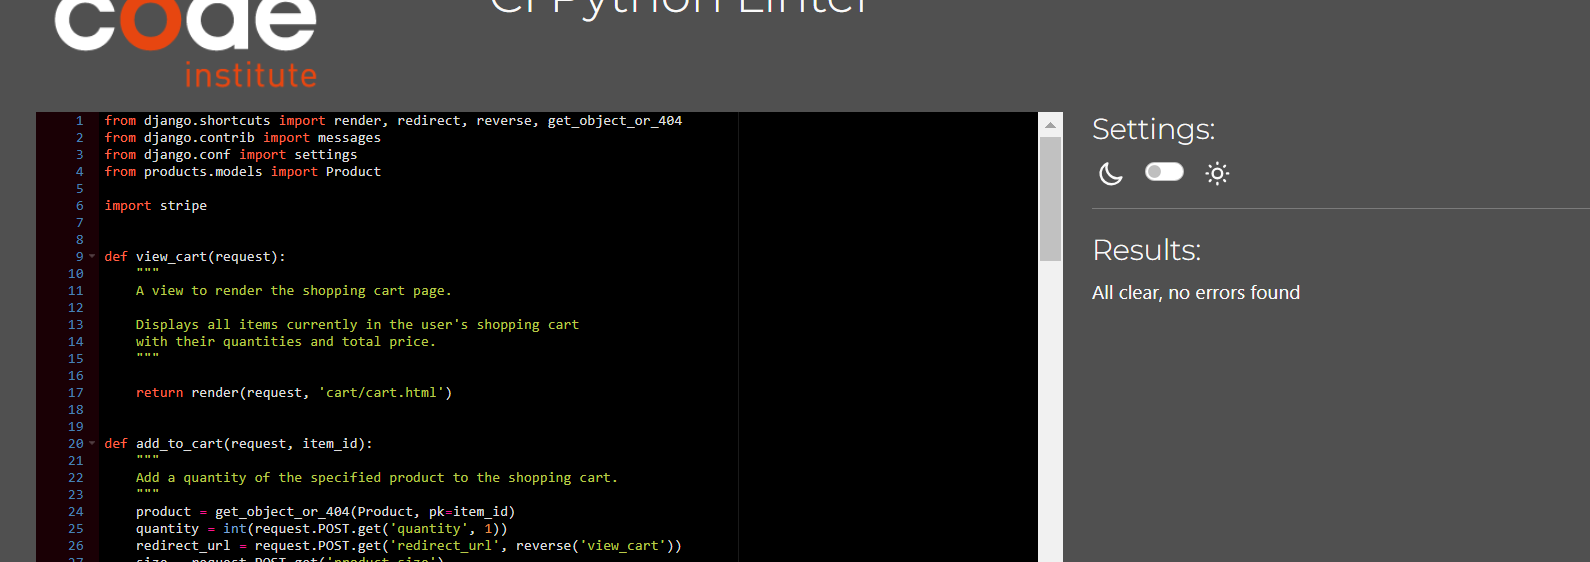 code
institute
CI Python Linter
1 from django.shortcuts import render, redirect, reverse, get_object_or_404
2 from django.contrib import messages
3 from django.conf import settings
4 from products.models import Product
5
6 import stripe
7
8
9 def view_cart(request):
10 """
11 A view to render the shopping cart page.
12
13 Displays all items currently in the user's shopping cart
14 with their quantities and total price.
15 """
16
17 return render(request, 'cart/cart.html')
18
19
20 def add_to_cart(request, item_id):
21 """
22 Add a quantity of the specified product to the shopping cart.
23 """
24 product = get_object_or_404(Product, pk=item_id)
25 quantity = int(request.POST.get('quantity', 1))
26 redirect_url = request.POST.get('redirect_url', reverse('view_cart'))
27 size = request.POST.get('product_size')
Settings:
Results:
All clear, no errors found